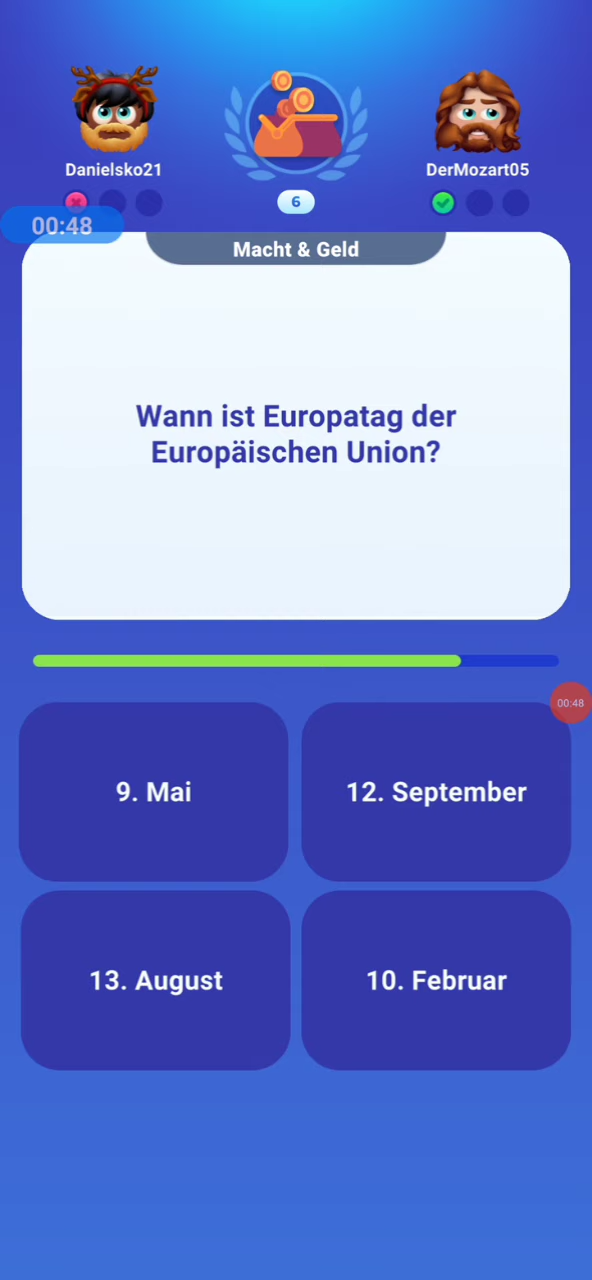 Danielsko21
DerMozart05
6
00:48
Macht & Geld
Wann ist Europatag der
Europäischen Union?
00:48
9. Mai
12. September
13. August
10. Februar